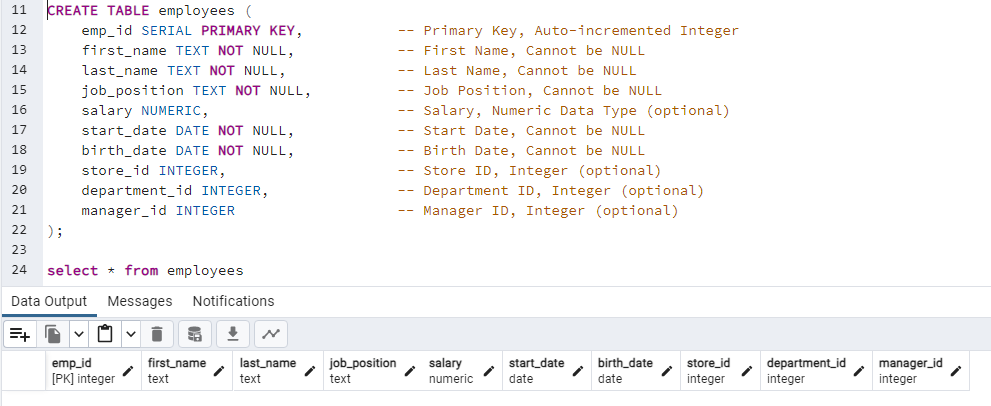 11 CREATE TABLE employees (
12 emp_id SERIAL PRIMARY KEY, -- Primary Key, Auto-incremented Integer
13 first_name TEXT NOT NULL, -- First Name, Cannot be NULL
14 last_name TEXT NOT NULL, -- Last Name, Cannot be NULL
15 job_position TEXT NOT NULL, -- Job Position, Cannot be NULL
16 salary NUMERIC, -- Salary, Numeric Data Type (optional)
17 start_date DATE NOT NULL, -- Start Date, Cannot be NULL
18 birth_date DATE NOT NULL, -- Birth Date, Cannot be NULL
19 store_id INTEGER, -- Store ID, Integer (optional)
20 department_id INTEGER, -- Department ID, Integer (optional)
21 manager_id INTEGER -- Manager ID, Integer (optional)
22 );
23
24 select * from employees
Data Output Messages Notifications
emp_id first_name last_name job_position salary start_date birth_date store_id department_id manager_id
[PK] integer text text text numeric date date integer integer integer